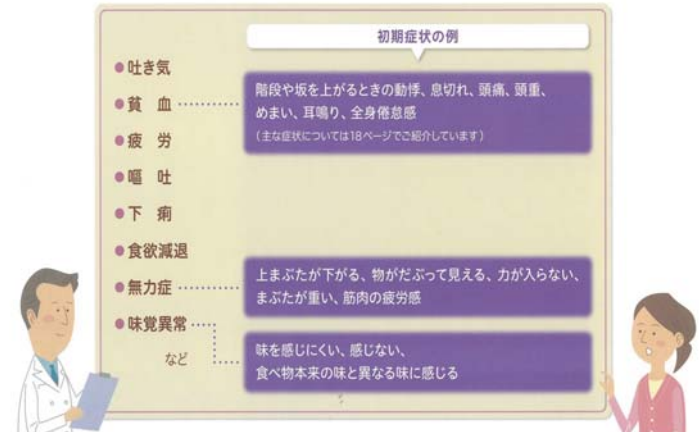 初期症状の例
●吐き気
●貧　血
階段や坂を上がるときの動悸、息切れ、頭痛、頭重、
めまい、耳鳴り、全身倦怠感
(主な症状については18ページでご紹介しています)
●疲　労
●嘔　吐
●下　痢
●食欲減退
●無力症
上まぶたが下がる、物がだぶって見える、力が入らない、
まぶたが重い、筋肉の疲労感
●味覚異常
など
味を感じにくい、感じない、
食べ物本来の味と異なる味に感じる